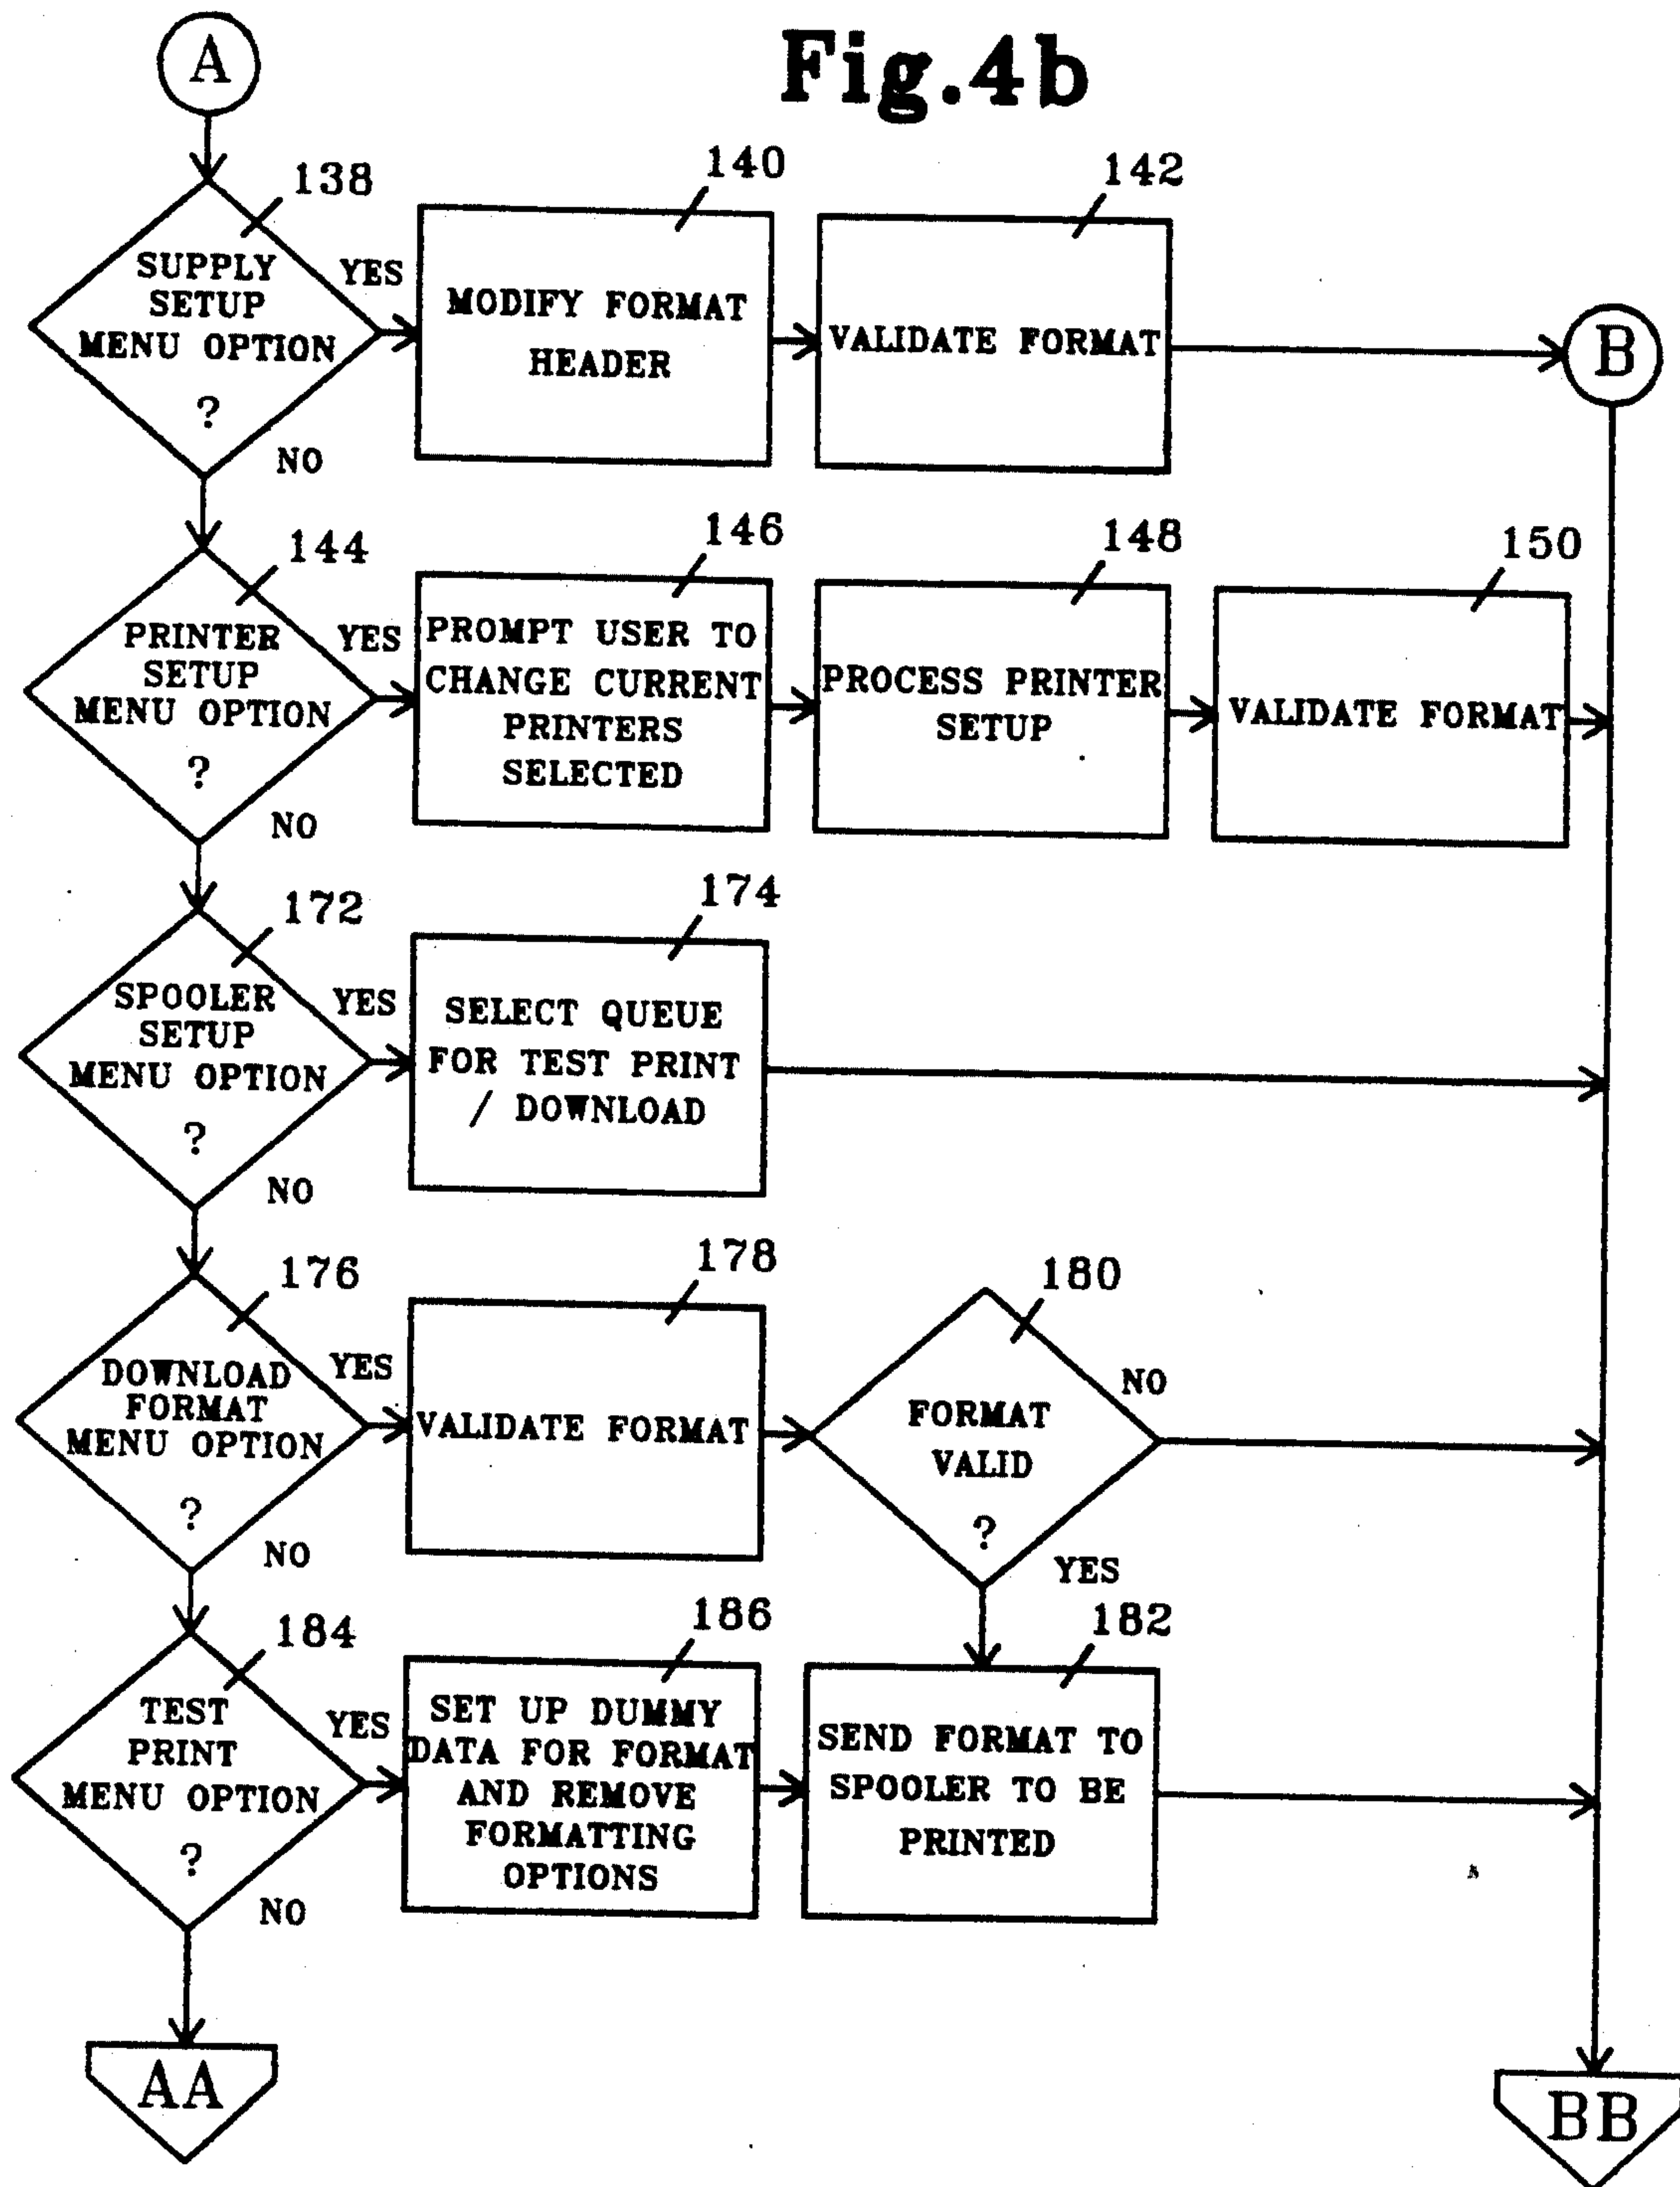 Fig.4b
A
138
SUPPLY
SETUP
MENU OPTION
?
YES
NO
140
MODIFY FORMAT
HEADER
142
VALIDATE FORMAT
B
144
PRINTER
SETUP
MENU OPTION
?
YES
NO
146
PROMPT USER TO
CHANGE CURRENT
PRINTERS
SELECTED
148
PROCESS PRINTER
SETUP
150
VALIDATE FORMAT
172
SPOOLER
SETUP
MENU OPTION
?
YES
NO
174
SELECT QUEUE
FOR TEST PRINT
/ DOWNLOAD
176
DOWNLOAD
FORMAT
MENU OPTION
?
YES
NO
178
VALIDATE FORMAT
180
FORMAT
VALID
?
NO
YES
184
TEST
PRINT
MENU OPTION
?
YES
NO
186
SET UP DUMMY
DATA FOR FORMAT
AND REMOVE
FORMATTING
OPTIONS
182
SEND FORMAT TO
SPOOLER TO BE
PRINTED
AA
BB